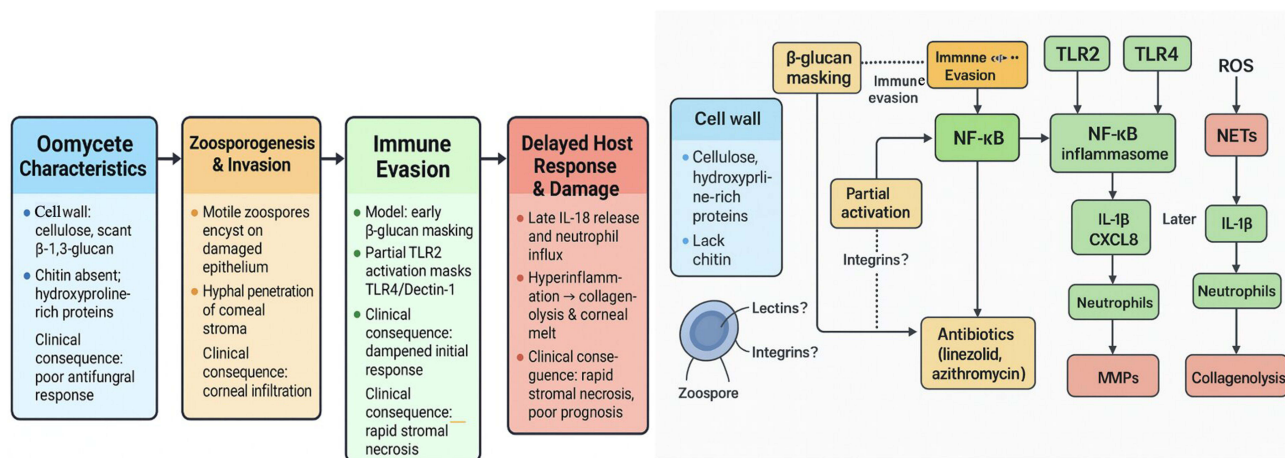 Oomycete
Characteristics
Cell wall:
cellulose, scant
β-1,3-glucan
Chitin absent;
hydroxyproline-
rich proteins
Clinical
consequence:
poor antifungral
response
Zoosporogenesis
& Invasion
Motile zoospores
encyst on
damaged
epithelium
Hyphal penetration
of corneal
stroma
Clinical
consequence:
corneal infiltration
Immune
Evasion
Model: early
β-glucan masking
Partial TLR2
activation masks
TLR4/Dectin-1
Clinical
consequence:
dampened initial
response
Clinical
consequence:
rapid stromal
necrosis
Delayed Host
Response
& Damage
Late IL-18 release
and neutrophil
influx
Hyperinflamm-
ation → collagen-
olysis & corneal
melt
Clinical conse-
guence: rapid
stromal necrosis,
poor prognosis
β-glucan
masking
Immune
evasion
Immnne
Evasion
TLR2
TLR4
ROS
Cell wall
Cellulose,
hydroxyprli-
ne-rich
proteins
Lack
chitin
NF-κB
NF-κB
inflammasome
NETs
Partial
activation
Integrins?
IL-1β
CXCL8
Later
IL-1β
Neutrophils
Neutrophils
Lectins?
Integrins?
Zoospore
Antibiotics
(linezolid,
azithromycin)
MMPs
Collagenolysis